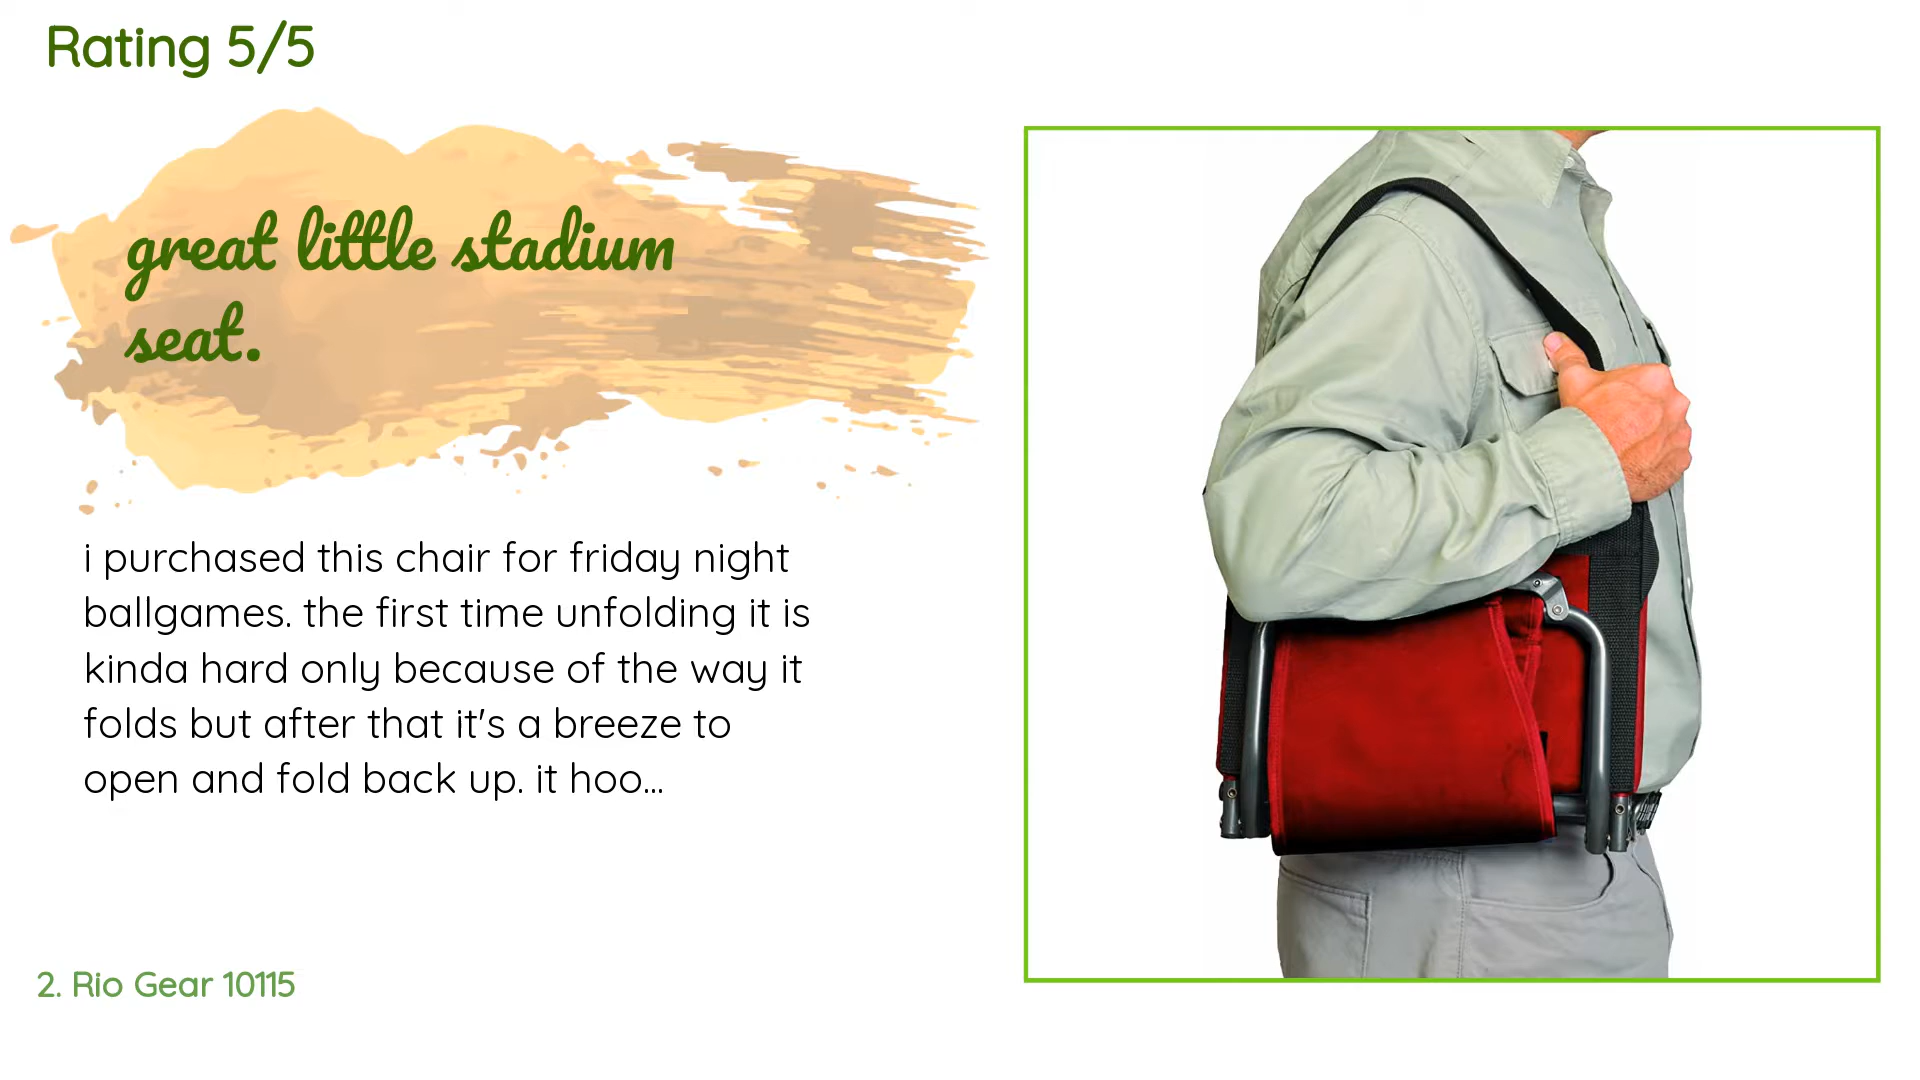 Rating 5/5
great little stadium
seat.
i purchased this chair for friday night
ballgames. the first time unfolding it is
kinda hard only because of the way it
folds but after that it's a breeze to
open and fold back up. it hoo...
2. Rio Gear 10115